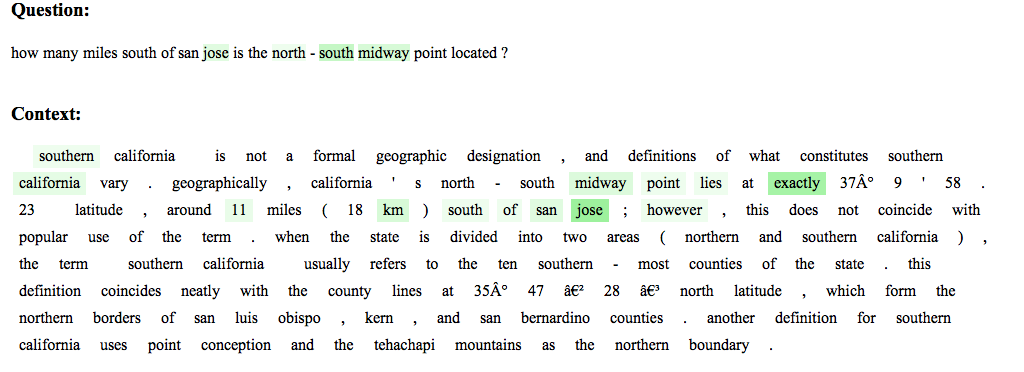 Question:
how many miles south of san jose is the north - south midway point located ?
Context:
southern california is not a formal geographic designation , and definitions of what constitutes southern
california vary . geographically , california ' s north - south midway point lies at exactly 37Â° 9 ' 58 .
23 latitude , around 11 miles ( 18 km ) south of san jose ; however , this does not coincide with
popular use of the term . when the state is divided into two areas ( northern and southern california ) ,
the term southern california usually refers to the ten southern - most counties of the state . this
definition coincides neatly with the county lines at 35Â° 47 â€² 28 â€³ north latitude , which form the
northern borders of san luis obispo , kern , and san bernardino counties . another definition for southern
california uses point conception and the tehachapi mountains as the northern boundary .